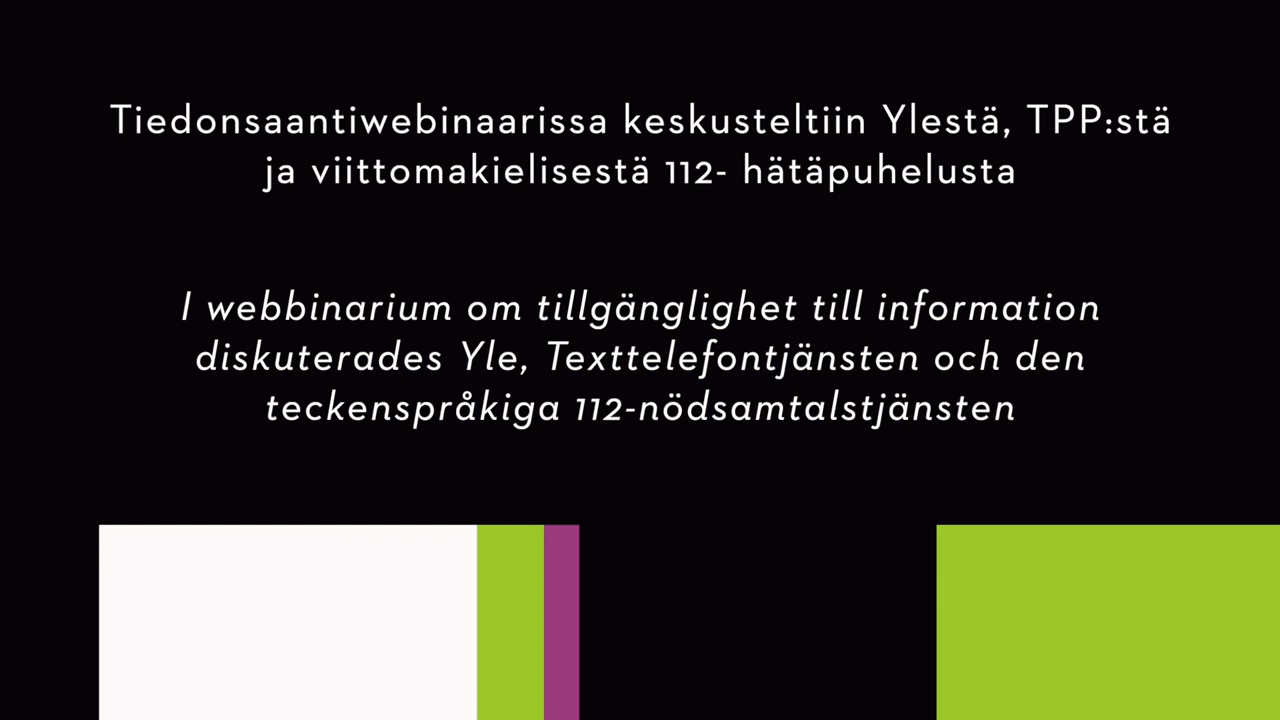 Tiedonsaantiwebinaarissa keskusteltiin Ylestä, TPP:stä
ja viittomakielisestä 112- hätäpuhelusta
I webbinarium om tillgänglighet till information
diskuterades Yle, Texttelefontjänsten och den
teckenspråkiga 112-nödsamtalstjänsten